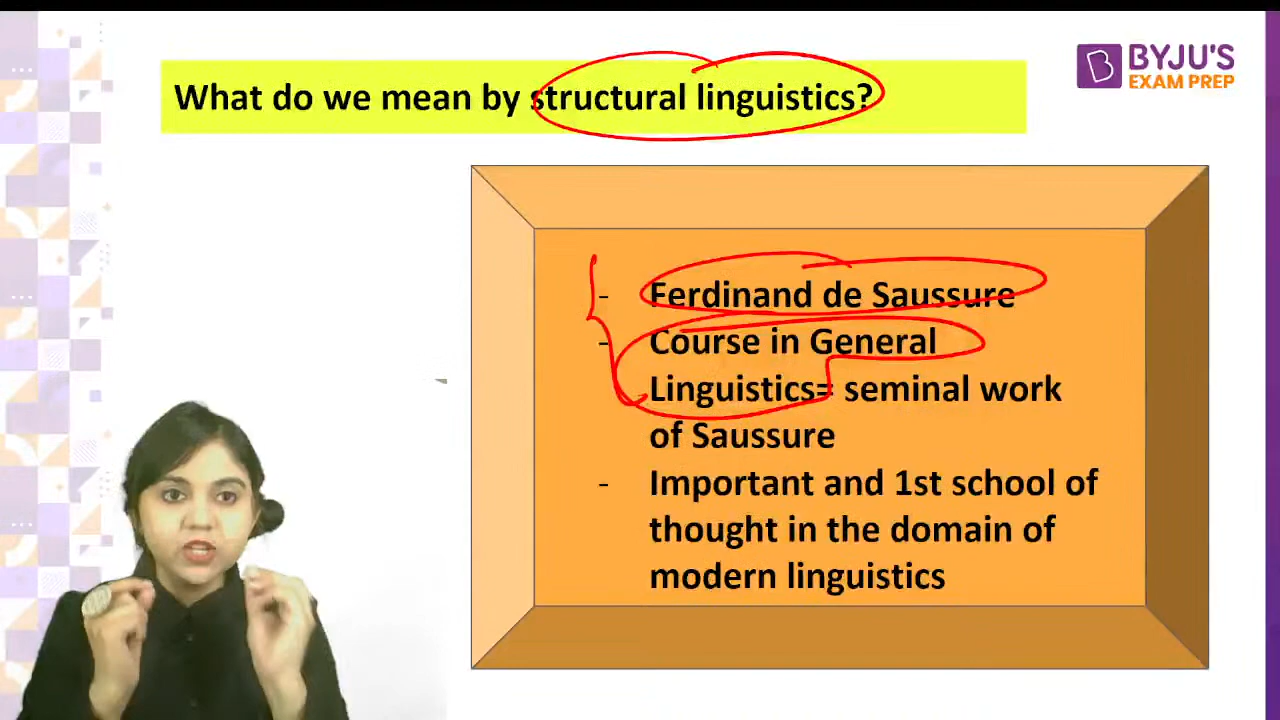 BYJU'S
EXAM PREP
What do we mean by structural linguistics?
- Ferdinand de Saussure
- Course in General
Linguistics= seminal work
of Saussure
- Important and 1st school of
thought in the domain of
modern linguistics